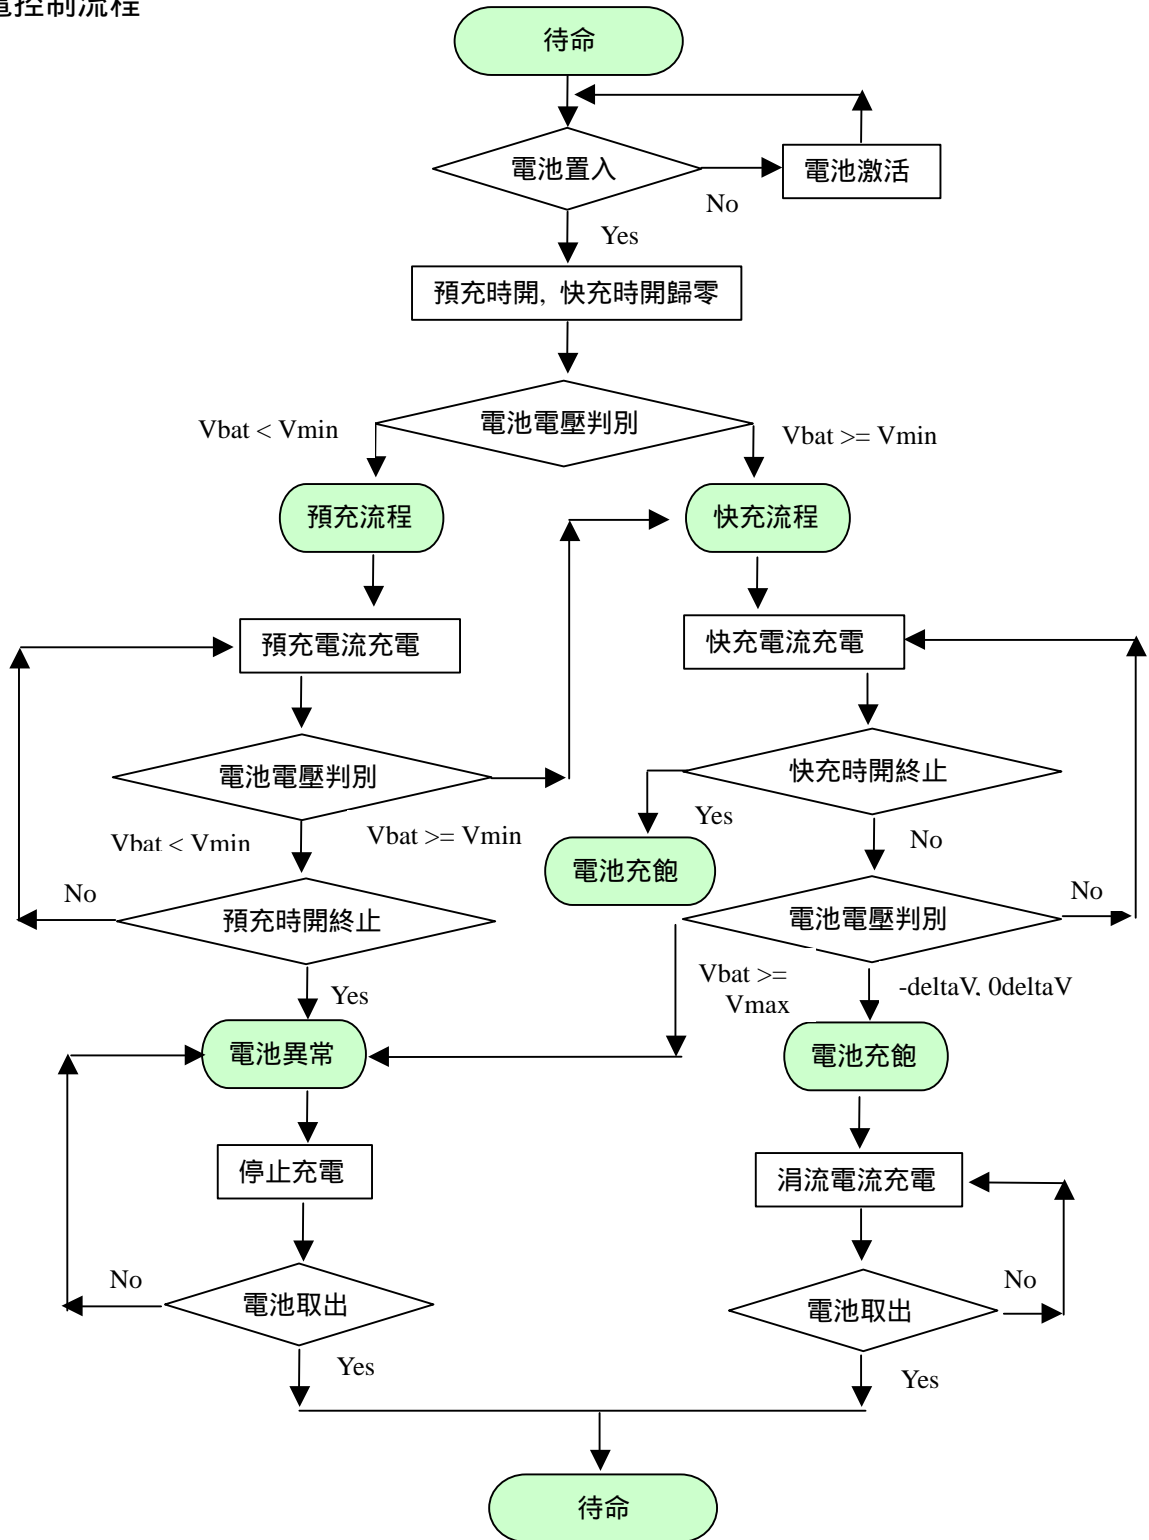 電控制流程
待命
電池置入
電池激活
No
Yes
預充時開, 快充時開歸零
電池電壓判別
Vbat < Vmin
Vbat >= Vmin
預充流程
快充流程
預充電流充電
快充電流充電
電池電壓判別
快充時開終止
Vbat < Vmin
Vbat >= Vmin
Yes
No
電池充飽
No
預充時開終止
電池電壓判別
No
Yes
Vbat >=
Vmax
-deltaV, 0deltaV
電池異常
電池充飽
停止充電
涓流電流充電
No
電池取出
電池取出
No
Yes
Yes
待命